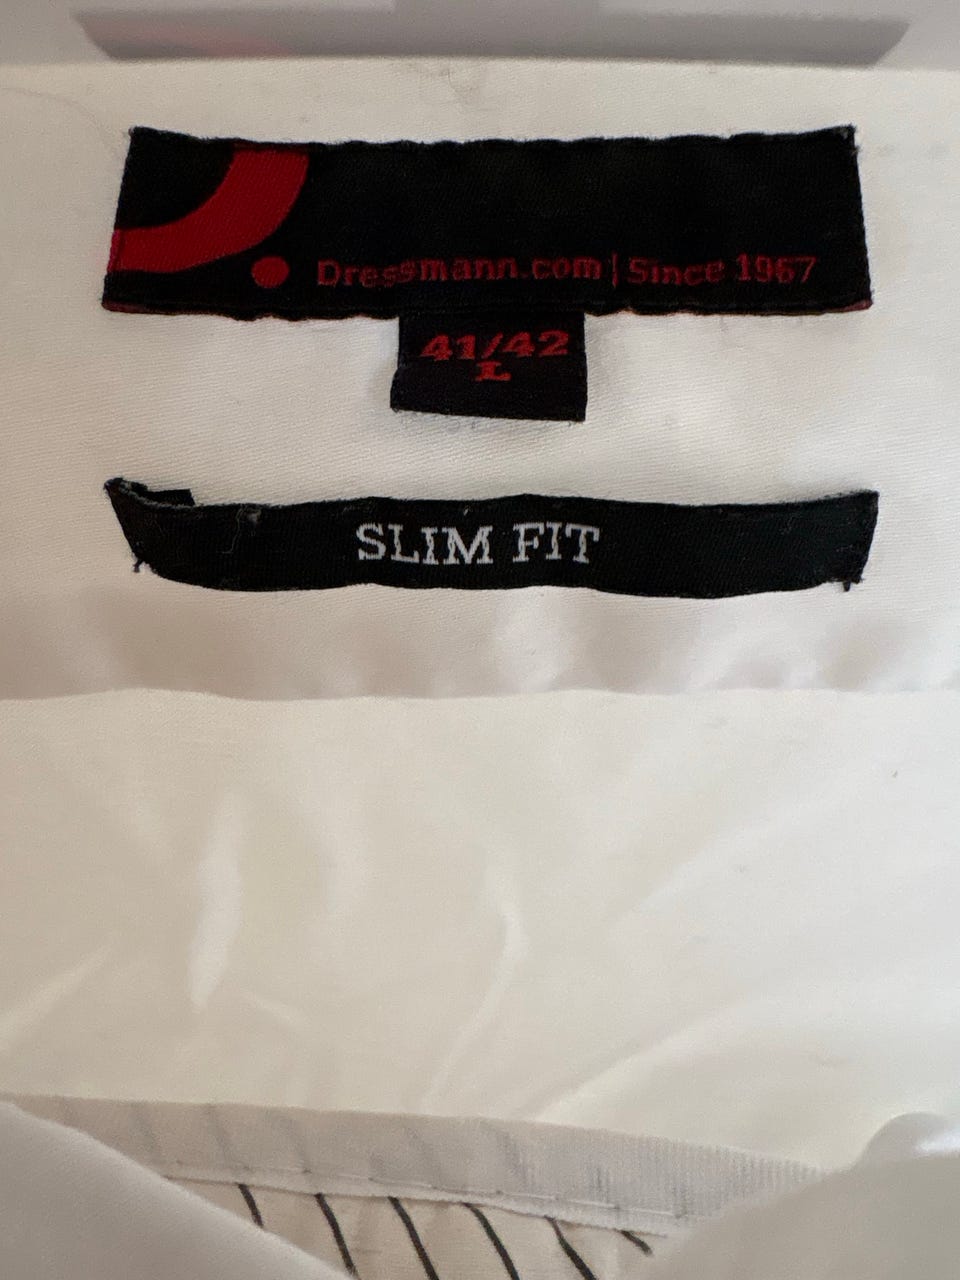 Dressmann.com | Since 1967
41/42
L
SLIM FIT